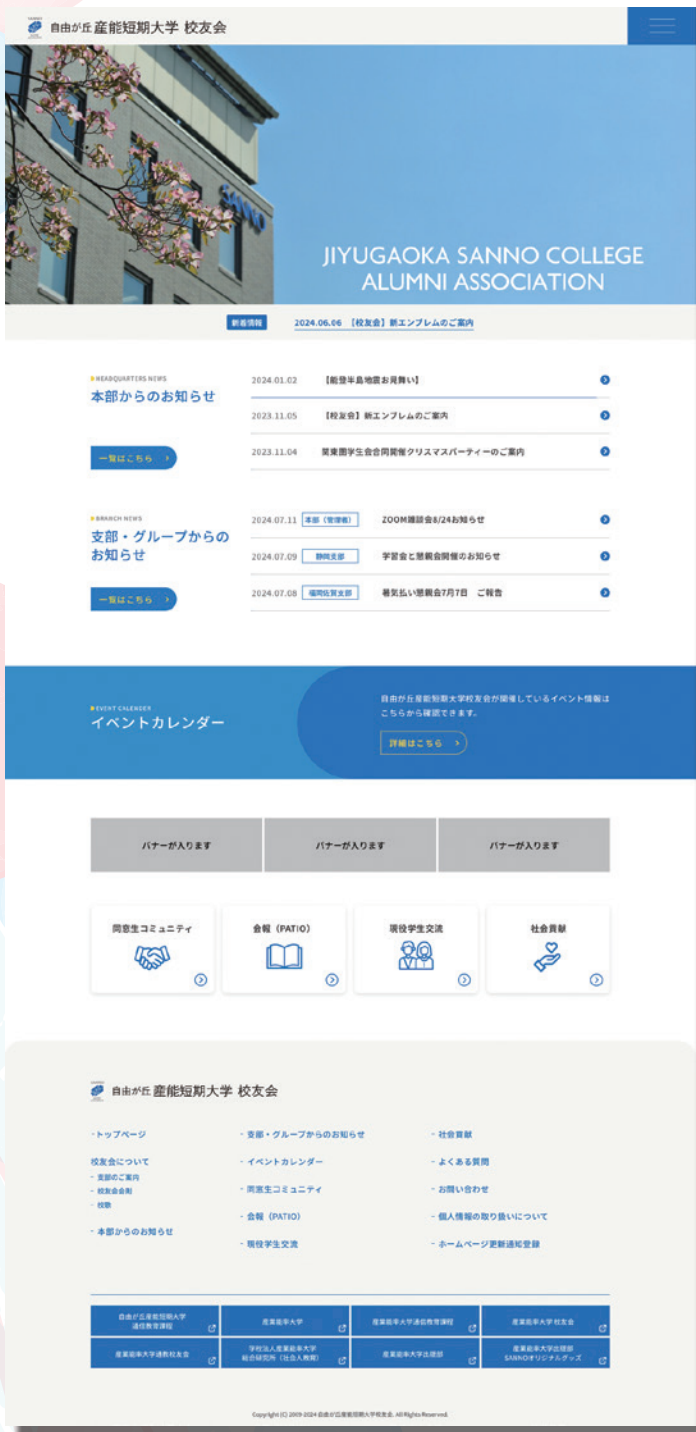 自由が丘 産能短期大学 校友会
SANNO
JIYUGAOKA SANNO COLLEGE
ALUMNI ASSOCIATION
新着情報 2024.06.06 【校友会】新エンブレムのご案内
HEADQUARTERS NEWS
本部からのお知らせ
一覧はこちら
2024.01.02 【能登半島地震お見舞い】
2023.11.05 【校友会】新エンブレムのご案内
2023.11.04 関東圏学生会合同開催クリスマスパーティーのご案内
BRANCH NEWS
支部・グループからの
お知らせ
一覧はこちら
2024.07.11 本部（管理者） ZOOM雑談会8/24お知らせ
2024.07.09 静岡支部 学習会と懇親会開催のお知らせ
2024.07.08 福岡佐賀支部 暑気払い懇親会7月7日 ご報告
EVENT CALENDER
イベントカレンダー
自由が丘産能短期大学校友会が開催しているイベント情報は
こちらから確認できます。
詳細はこちら
バナーが入ります バナーが入ります バナーが入ります
同窓生コミュニティ 会報（PATIO） 現役学生交流 社会貢献
自由が丘 産能短期大学 校友会
- トップページ
校友会について
- 支部のご案内
- 校友会会則
- 校歌
- 本部からのお知らせ
- 支部・グループからのお知らせ
- イベントカレンダー
- 同窓生コミュニティ
- 会報（PATIO）
- 現役学生交流
- 社会貢献
- よくある質問
- お問い合わせ
- 個人情報の取り扱いについて
- ホームページ更新通知登録
自由が丘産能短期大学
通信教育課程
産業能率大学
産業能率大学通信教育課程
産業能率大学 校友会
産業能率大学通教校友会
学校法人産業能率大学
総合研究所（社会人教育）
産業能率大学出版部
産業能率大学出版部
SANNOオリジナルグッズ
Copyright (C) 2009-2024 自由が丘産能短期大学校友会. All Rights Reserved.